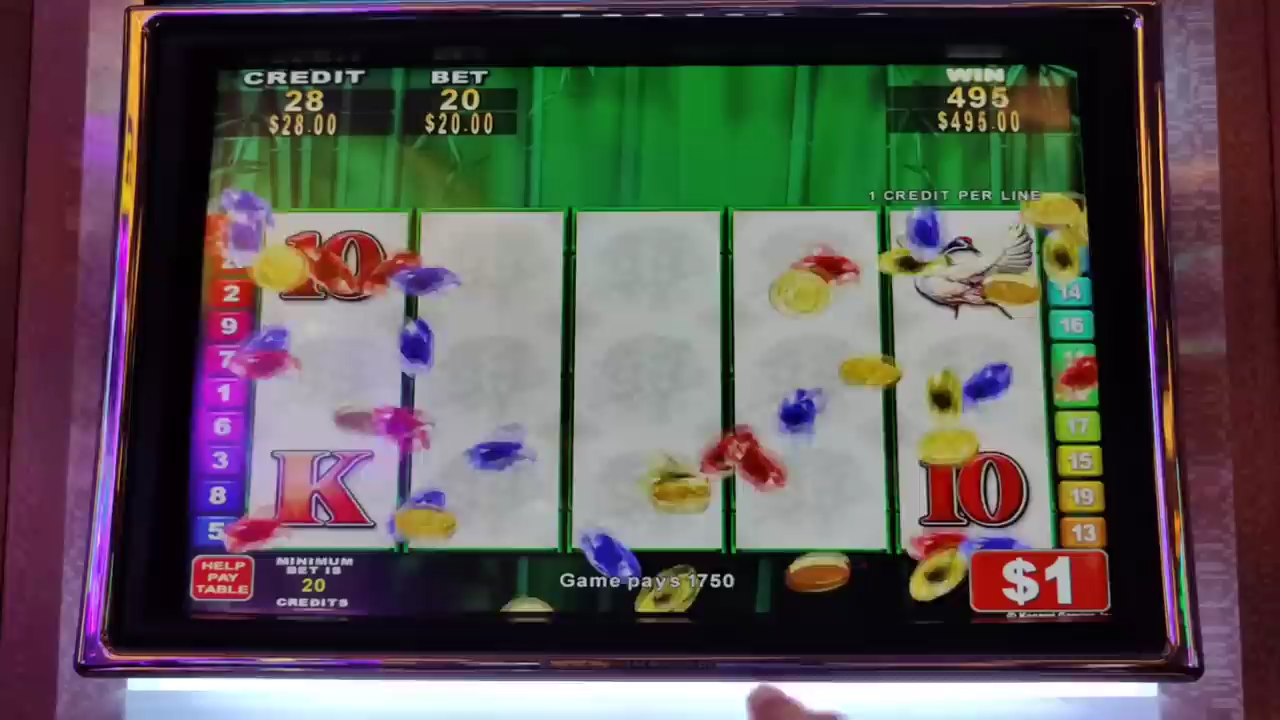 CREDIT
28
$28.00
BET
20
$20.00
WIN
495
$495.00
1 CREDIT PER LINE
10
2
9
7
1
6
3
8
5
14
16
17
15
19
13
K
10
HELP
PAY
TABLE
MINIMUM
BET IS
20
CREDITS
Game pays 1750
$1